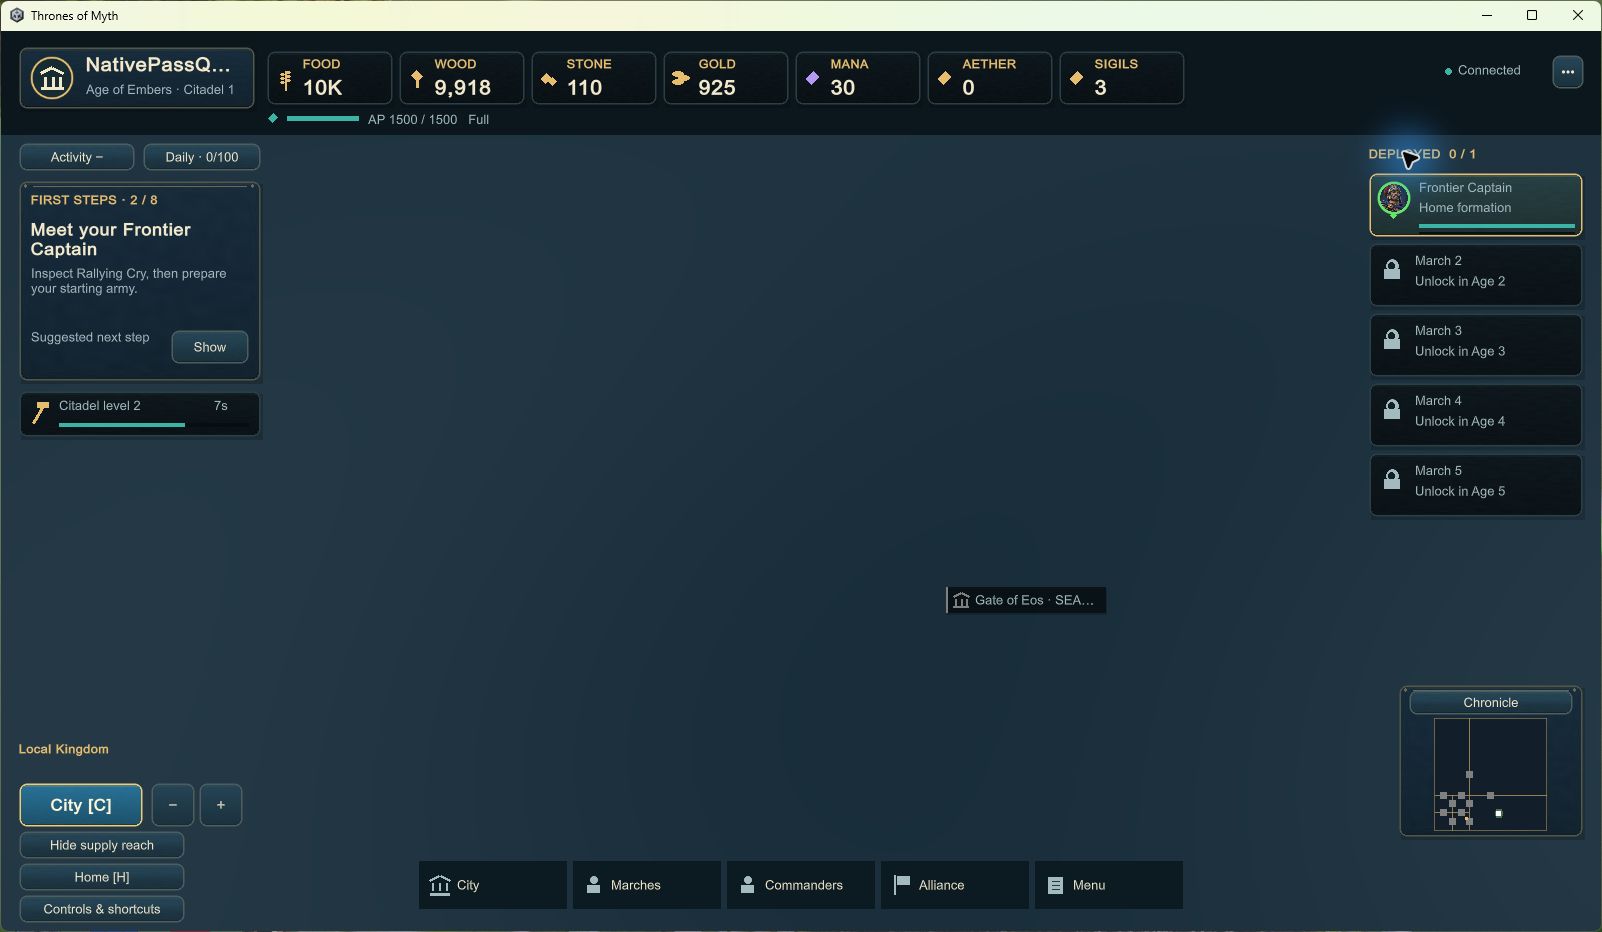 Thrones of Myth
NativePassQ...
Age of Embers · Citadel 1
FOOD
10K
WOOD
9,918
STONE
110
GOLD
925
MANA
30
AETHER
0
SIGILS
3
Connected
AP 1500 / 1500 Full
Activity –
Daily · 0/100
FIRST STEPS · 2 / 8
Meet your Frontier
Captain
Inspect Rallying Cry, then prepare
your starting army.
Suggested next step
Show
Citadel level 2 7s
DEPLOYED 0 / 1
Frontier Captain
Home formation
March 2
Unlock in Age 2
March 3
Unlock in Age 3
March 4
Unlock in Age 4
March 5
Unlock in Age 5
Gate of Eos · SEA...
Chronicle
Local Kingdom
City [C]
–
+
Hide supply reach
Home [H]
Controls & shortcuts
City
Marches
Commanders
Alliance
Menu